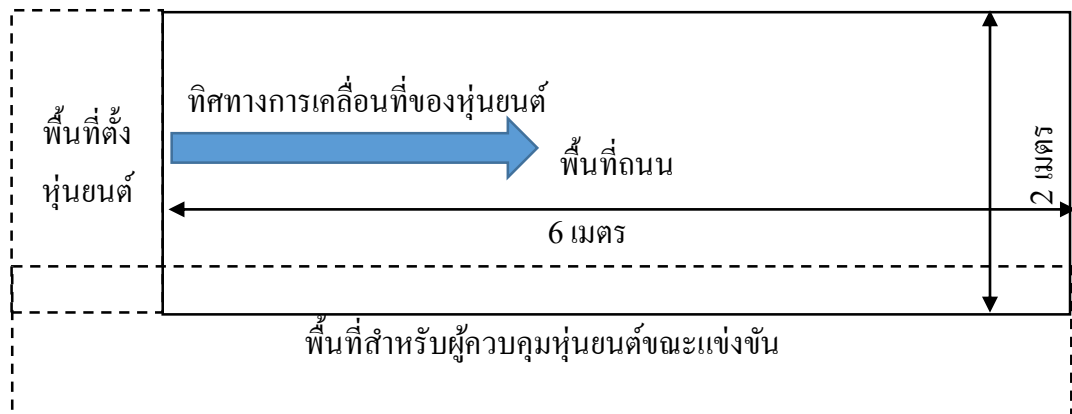 ทิศทางการเคลื่อนที่ของหุ่นยนต์
พื้นที่ตั้ง
หุ่นยนต์
พื้นที่ถนน
2 เมตร
6 เมตร
พื้นที่สำหรับผู้ควบคุมหุ่นยนต์ขณะแข่งขัน